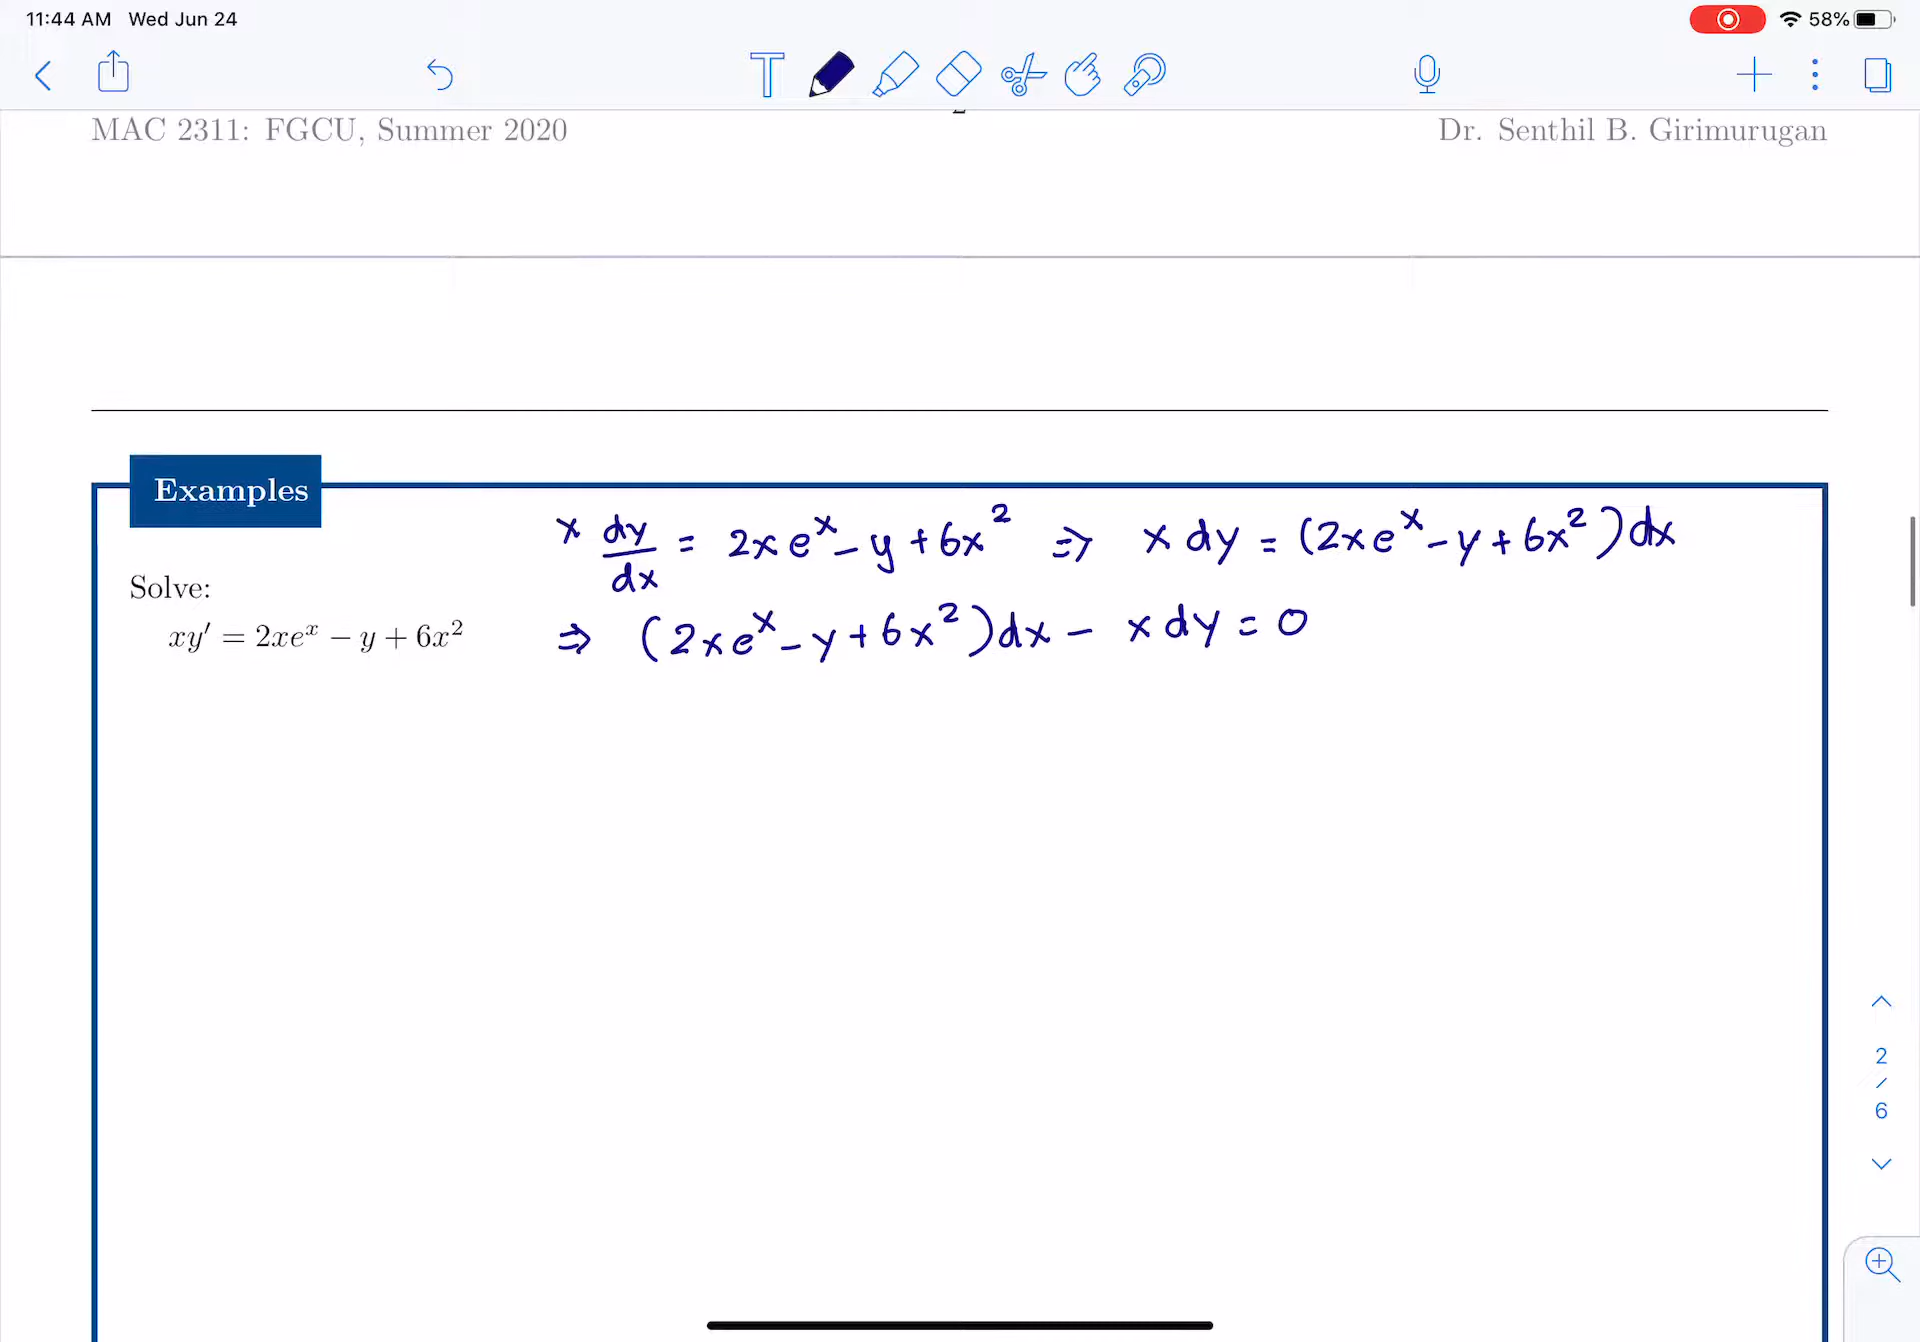 11:44 AM Wed Jun 24 58%
T
MAC 2311: FGCU, Summer 2020 Dr. Senthil B. Girimurugan
Examples
x dy/dx = 2xe^x - y + 6x^2 ⇒ x dy = (2xe^x - y + 6x^2)dx
Solve:
xy′ = 2xe^x − y + 6x^2 ⇒ (2xe^x - y + 6x^2)dx - x dy = 0
2
/
6